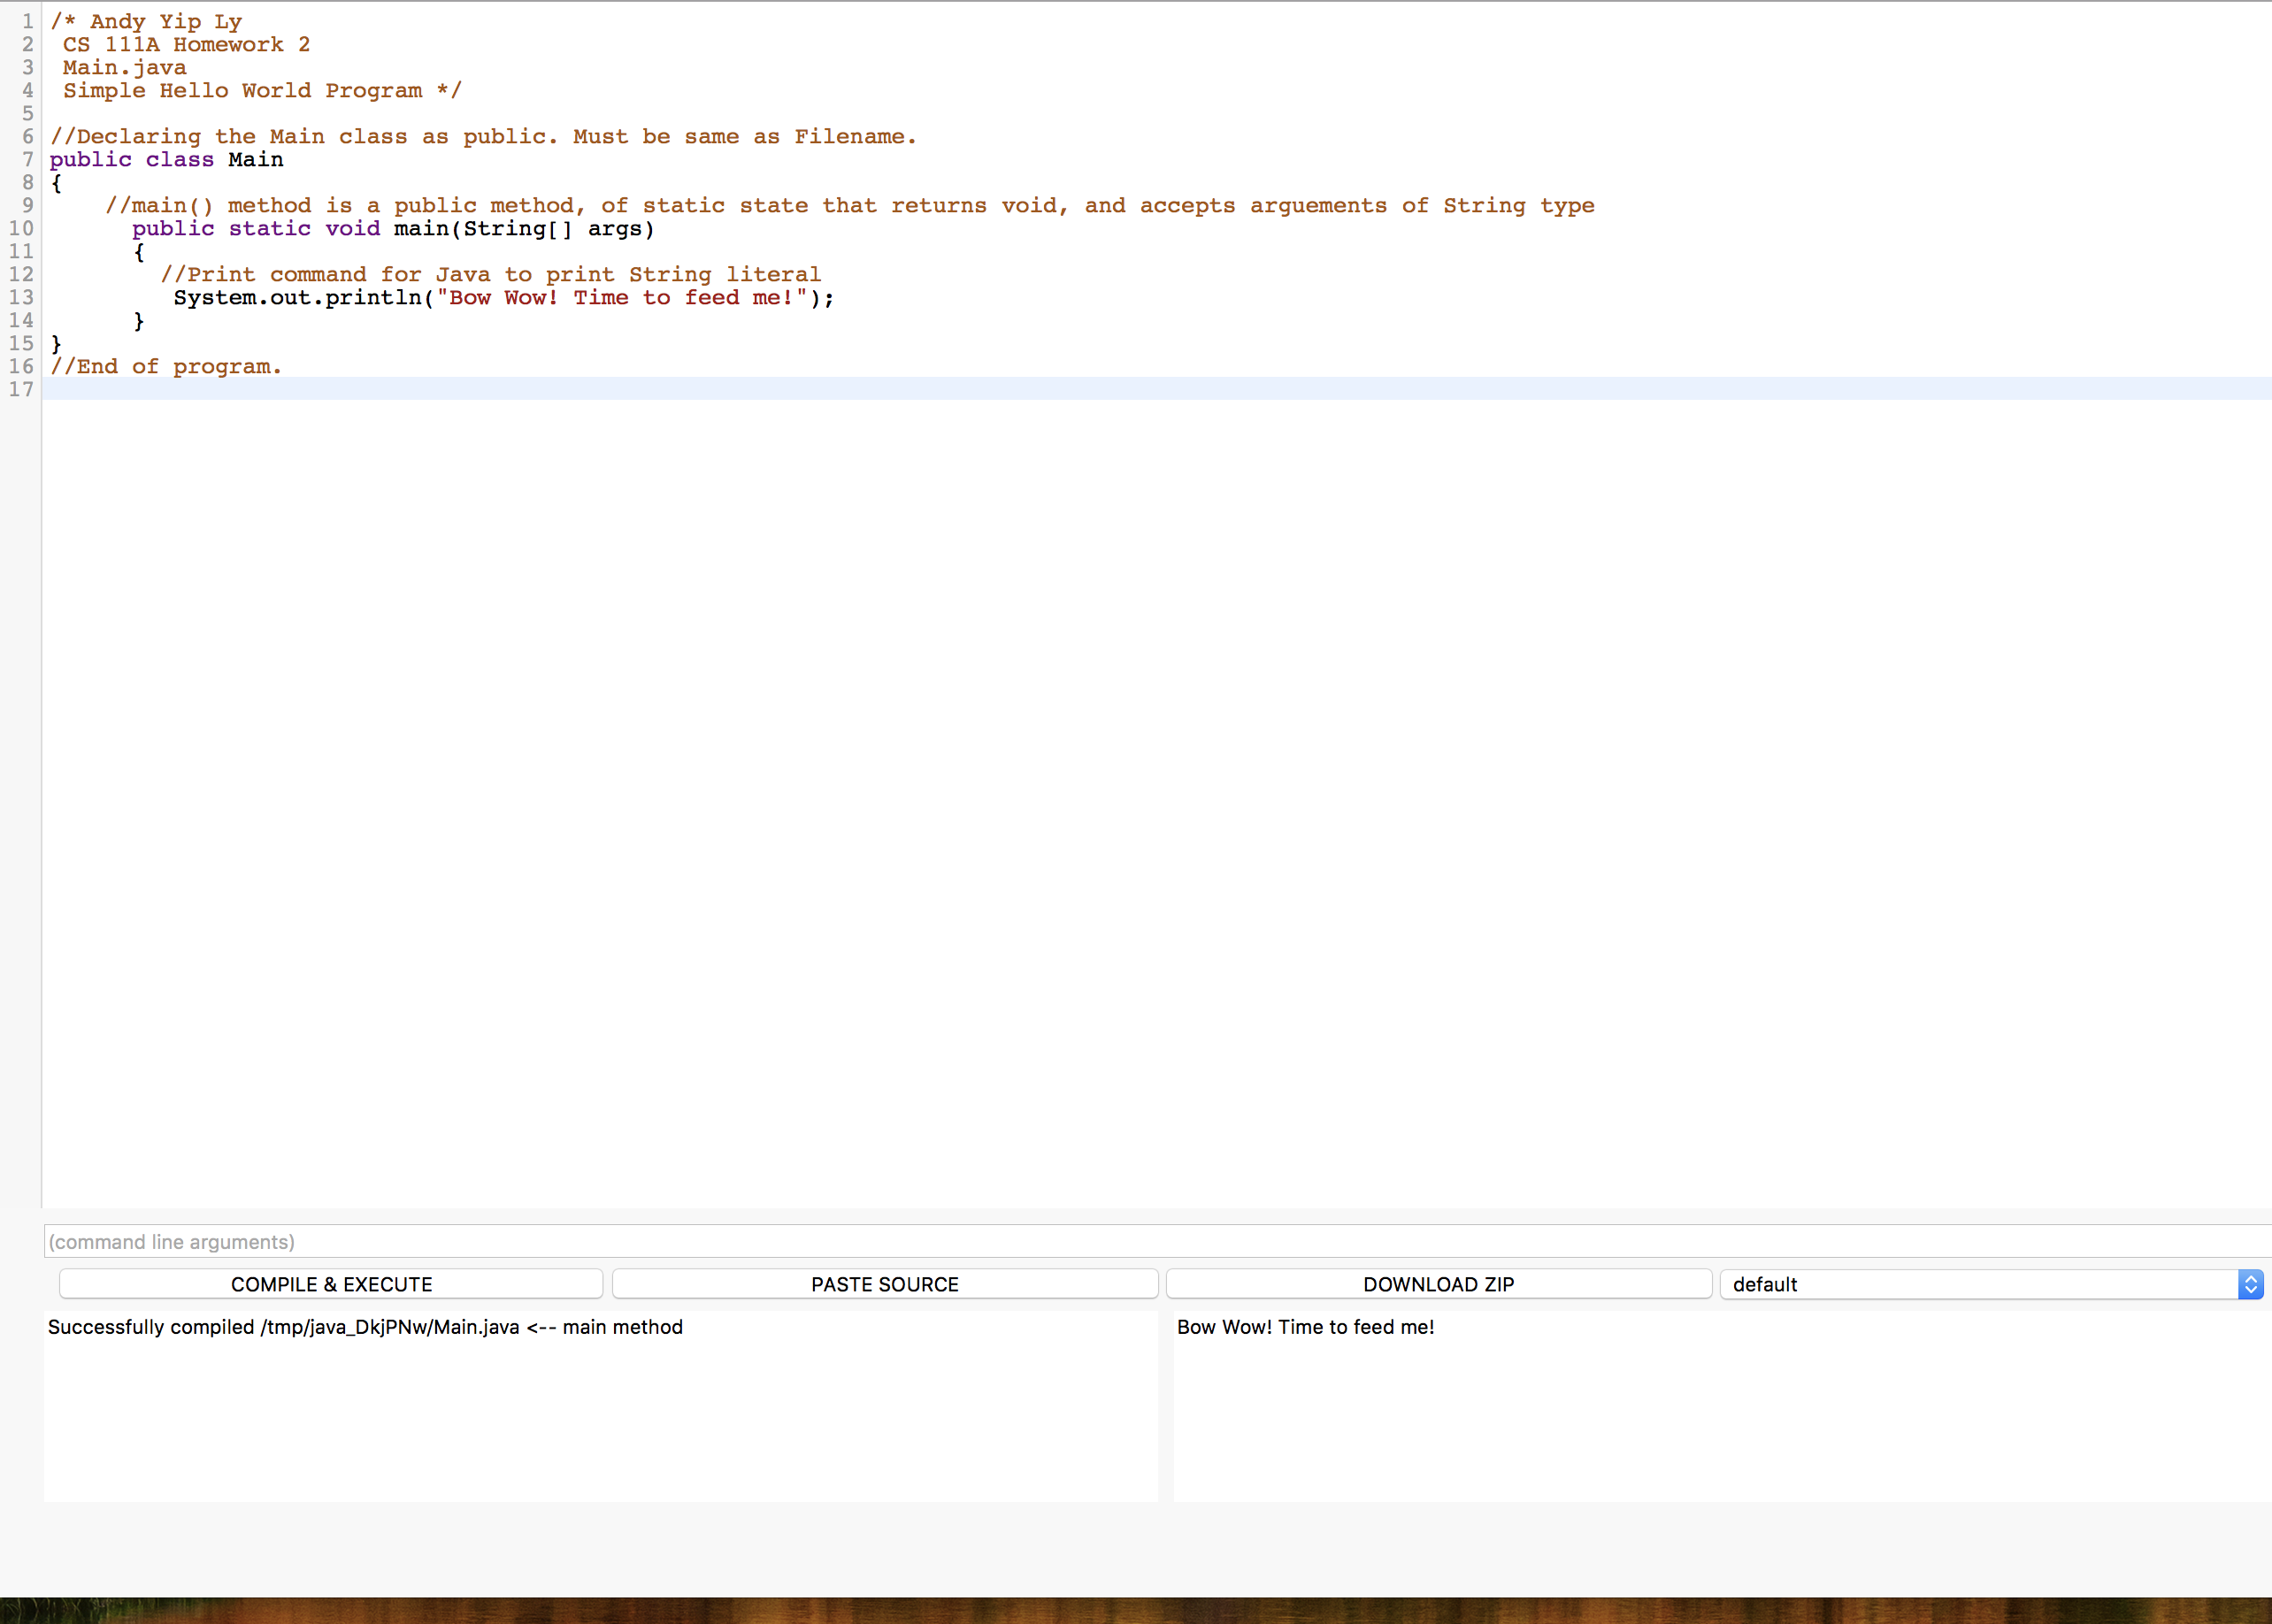 1 /* Andy Yip Ly
2 CS 111A Homework 2
3 Main.java
4 Simple Hello World Program */
5
6 //Declaring the Main class as public. Must be same as Filename.
7 public class Main
8 {
9 //main() method is a public method, of static state that returns void, and accepts arguements of String type
10 public static void main(String[] args)
11 {
12 //Print command for Java to print String literal
13 System.out.println("Bow Wow! Time to feed me!");
14 }
15 }
16 //End of program.
17
(command line arguments)
COMPILE & EXECUTE PASTE SOURCE DOWNLOAD ZIP default
Successfully compiled /tmp/java_DkjPNw/Main.java <-- main method
Bow Wow! Time to feed me!